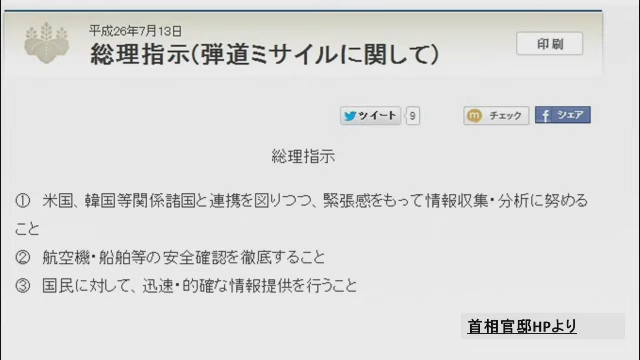 平成26年7月13日
総理指示(弾道ミサイルに関して)
印刷
ツイート 9 チェック シェア
総理指示
① 米国、韓国等関係諸国と連携を図りつつ、緊張感をもって情報収集・分析に努める
こと
② 航空機・船舶等の安全確認を徹底すること
③ 国民に対して、迅速・的確な情報提供を行うこと
首相官邸HPより